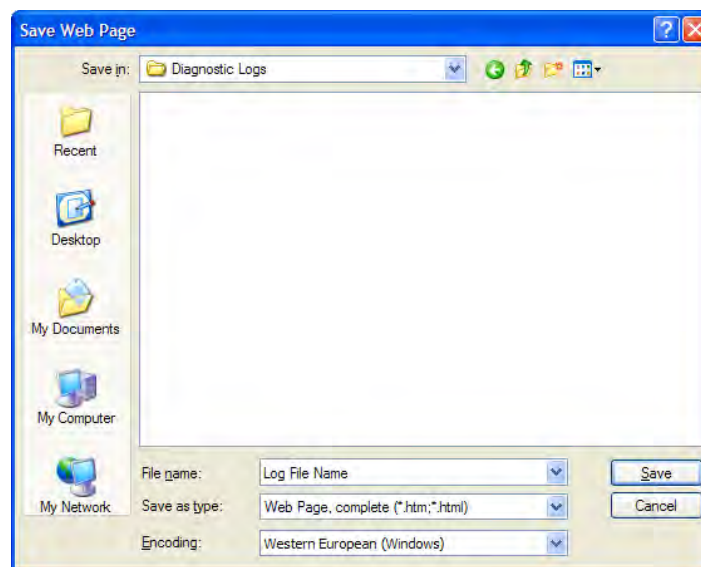 Save Web Page
Save in: Diagnostic Logs
Recent
Desktop
My Documents
My Computer
My Network
File name: Log File Name Save
Save as type: Web Page, complete (*.htm;*.html) Cancel
Encoding: Western European (Windows)